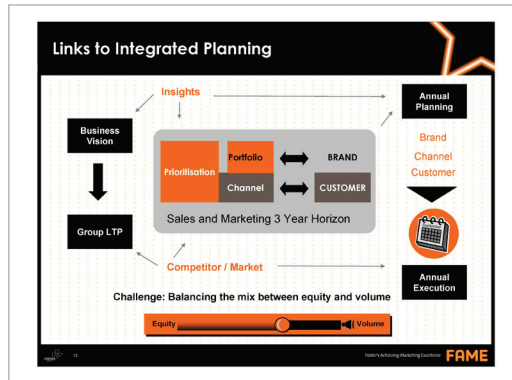 Links to Integrated Planning
Insights
Annual
Planning
Business
Vision
Brand
Channel
Customer
Prioritisation
Portfolio
BRAND
Channel
CUSTOMER
Sales and Marketing 3 Year Horizon
Group LTP
Competitor / Market
Annual
Execution
Challenge: Balancing the mix between equity and volume
Equity
Volume
Foster's Achieving Marketing Excellence
FAME